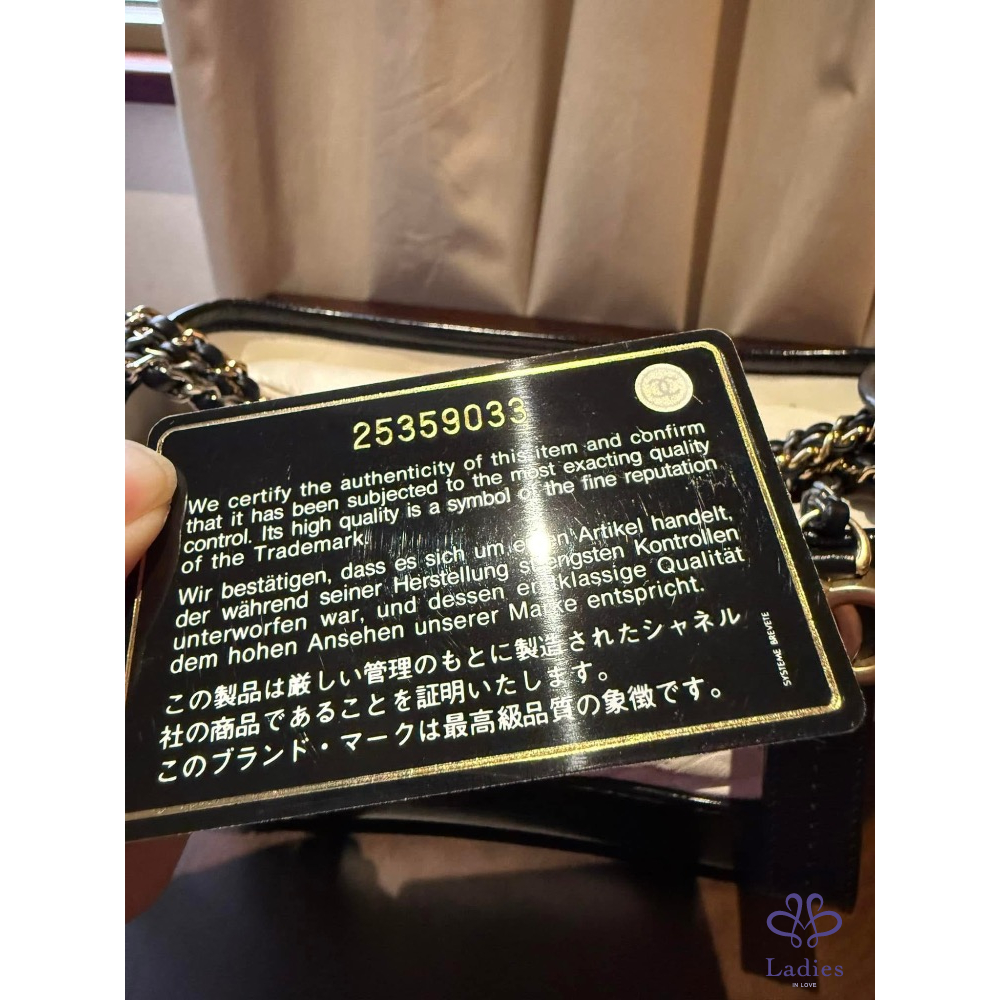 25359033
We certify the authenticity of this item and confirm
that it has been subjected to the most exacting quality
control. Its high quality is a symbol of the fine reputation
of the Trademark.
Wir bestätigen, dass es sich um einen Artikel handelt,
der während seiner Herstellung strengsten Kontrollen
unterworfen war, und dessen erstklassige Qualität
dem hohen Ansehen unserer Marke entspricht.
この製品は厳しい管理のもとに製造されたシャネル
社の商品であることを証明いたします。
このブランド・マークは最高級品質の象徴です。
SYSTEME BREVETE
Ladies
IN LOVE